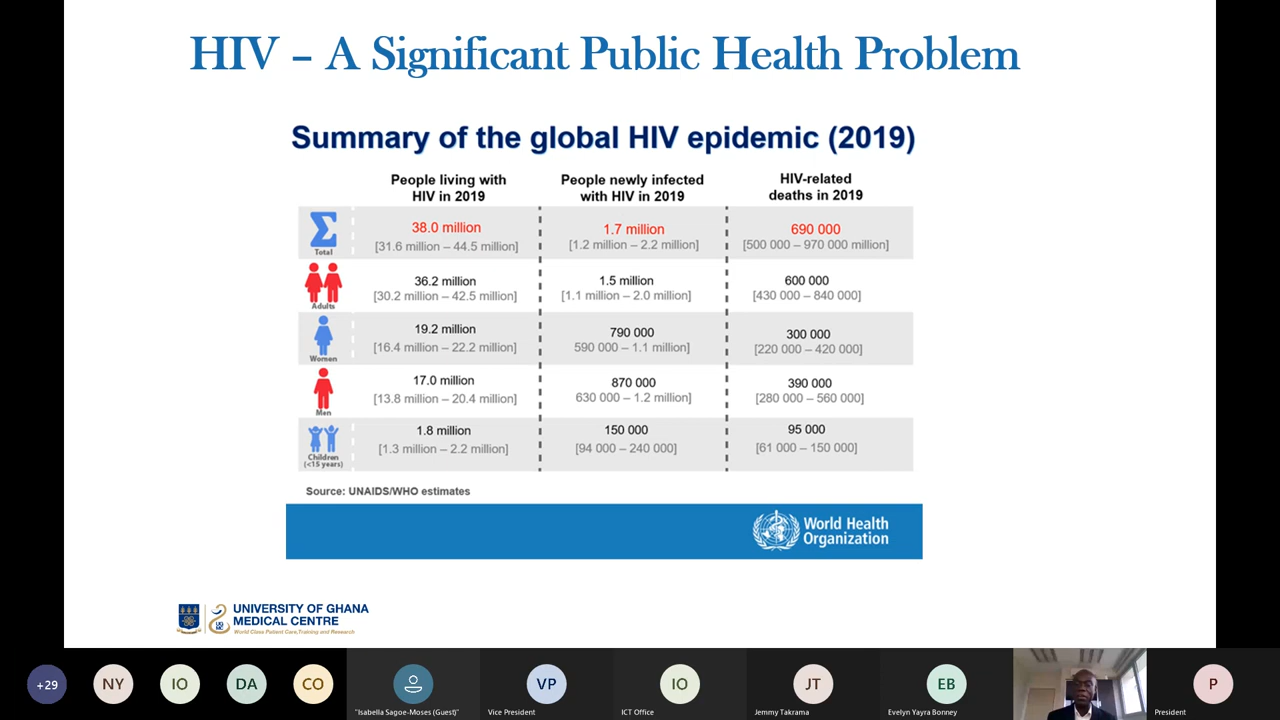 HIV – A Significant Public Health Problem
Summary of the global HIV epidemic (2019)
People living with
HIV in 2019
People newly infected
with HIV in 2019
HIV-related
deaths in 2019
Σ
Total
38.0 million
[31.6 million – 44.5 million]
1.7 million
[1.2 million – 2.2 million]
690 000
[500 000 – 970 000 million]
Adults
36.2 million
[30.2 million – 42.5 million]
1.5 million
[1.1 million – 2.0 million]
600 000
[430 000 – 840 000]
Women
19.2 million
[16.4 million – 22.2 million]
790 000
590 000 – 1.1 million]
300 000
[220 000 – 420 000]
Men
17.0 million
[13.8 million – 20.4 million]
870 000
630 000 – 1.2 million]
390 000
[280 000 – 560 000]
Children
(<15 years)
1.8 million
[1.3 million – 2.2 million]
150 000
[94 000 – 240 000]
95 000
[61 000 – 150 000]
Source: UNAIDS/WHO estimates
World Health
Organization
UNIVERSITY OF GHANA
MEDICAL CENTRE
World Class Patient Care,Training and Research
+29
NY
IO
DA
CO
"Isabella Sagoe-Moses (Guest)"
VP
Vice President
IO
ICT Office
JT
Jemmy Takrama
EB
Evelyn Yayra Bonney
P
President